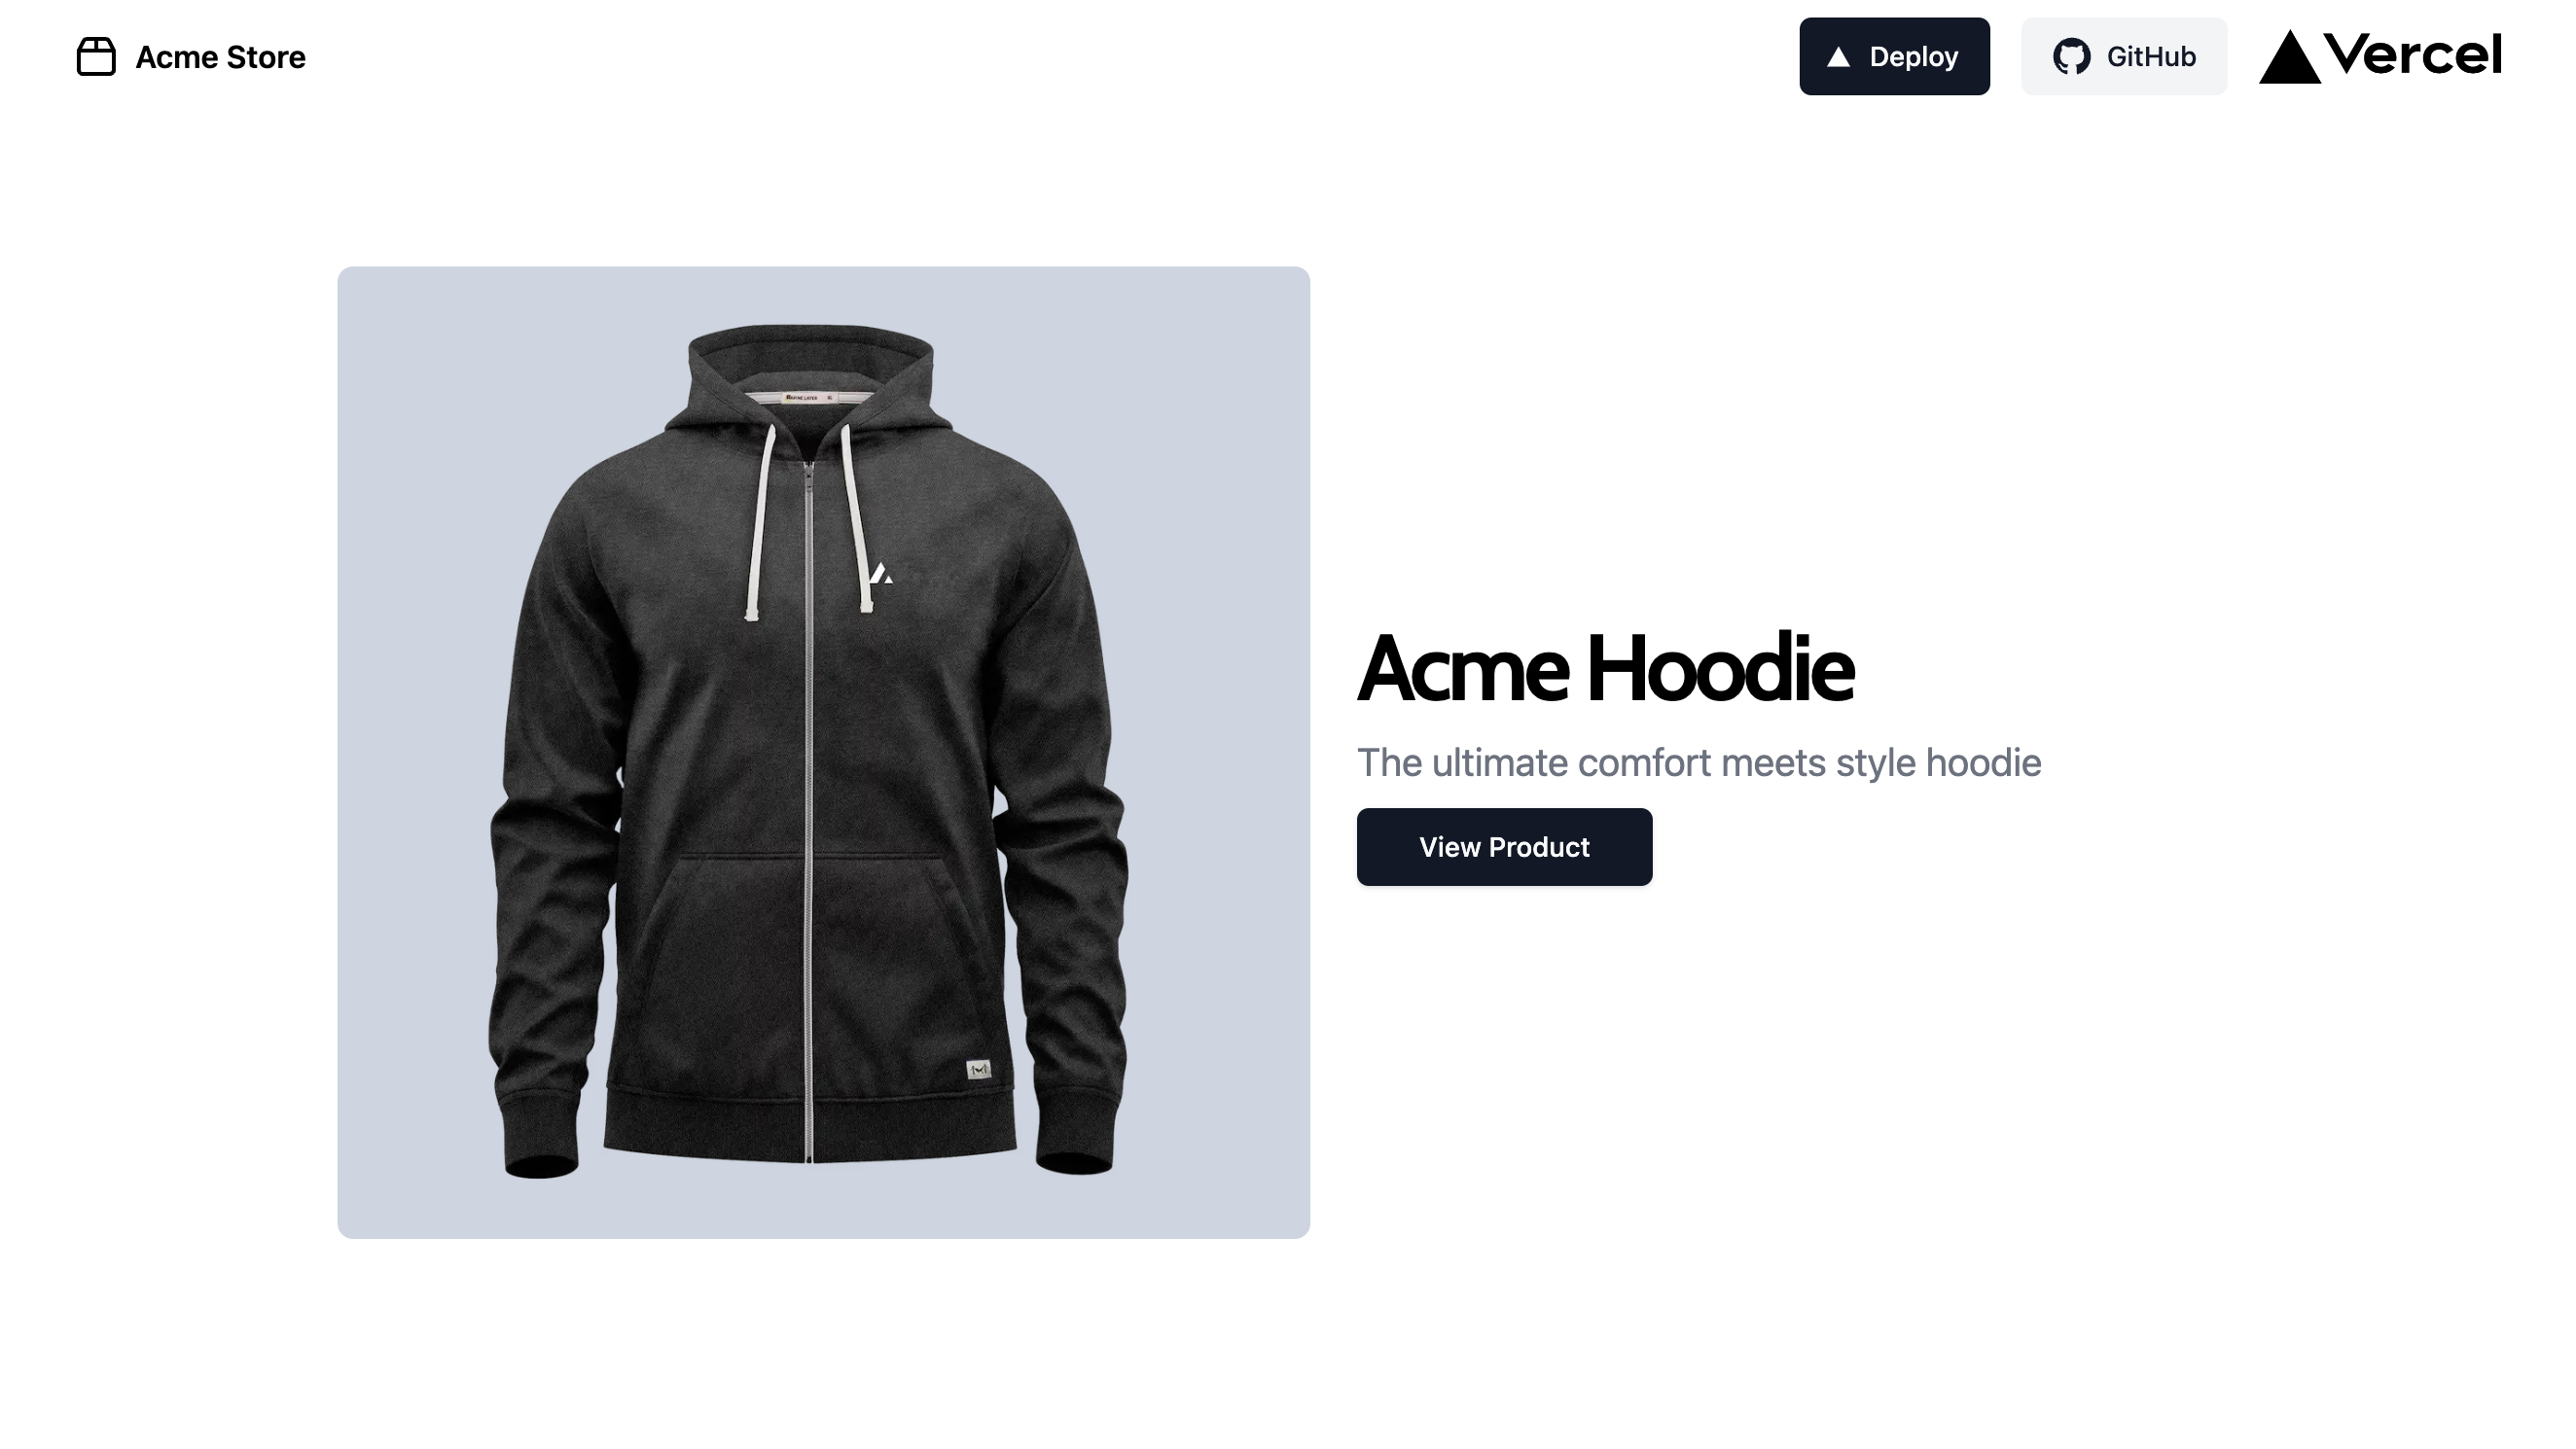 Acme Store
Deploy
GitHub
Vercel
Acme Hoodie
The ultimate comfort meets style hoodie
View Product